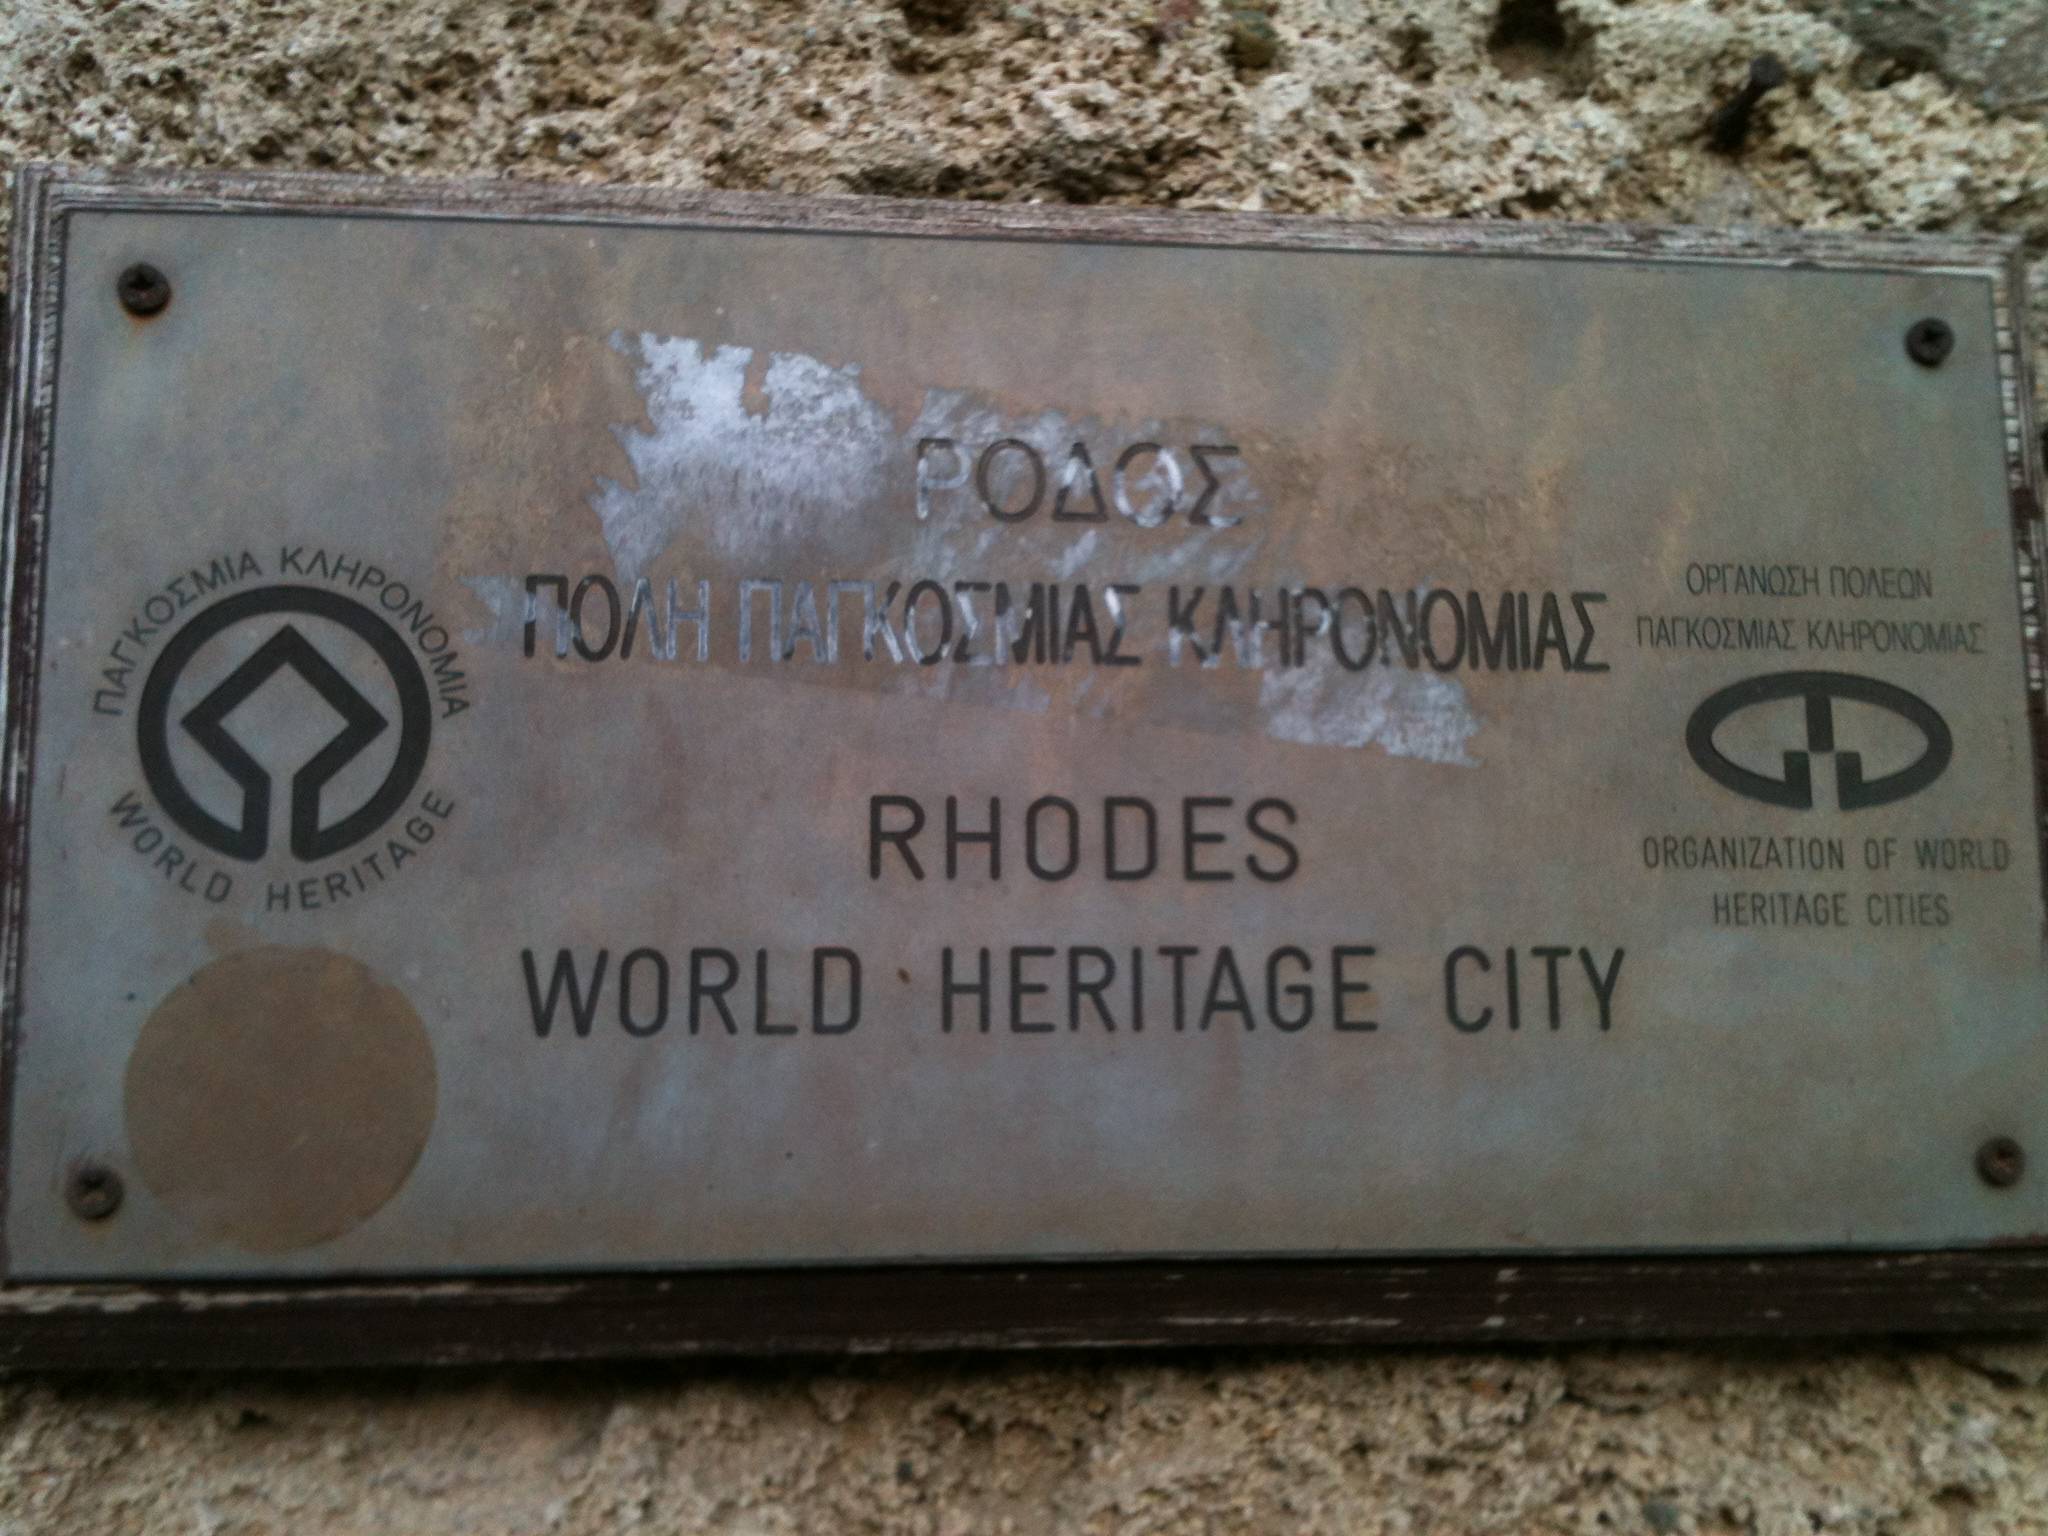 ΡΟΔΟΣ
ΠΟΛΗ ΠΑΓΚΟΣΜΙΑΣ ΚΛΗΡΟΝΟΜΙΑΣ
RHODES
WORLD HERITAGE CITY
ΠΑΓΚΟΣΜΙΑ ΚΛΗΡΟΝΟΜΙΑ
WORLD HERITAGE
ΟΡΓΑΝΩΣΗ ΠΟΛΕΩΝ
ΠΑΓΚΟΣΜΙΑΣ ΚΛΗΡΟΝΟΜΙΑΣ
ORGANIZATION OF WORLD
HERITAGE CITIES